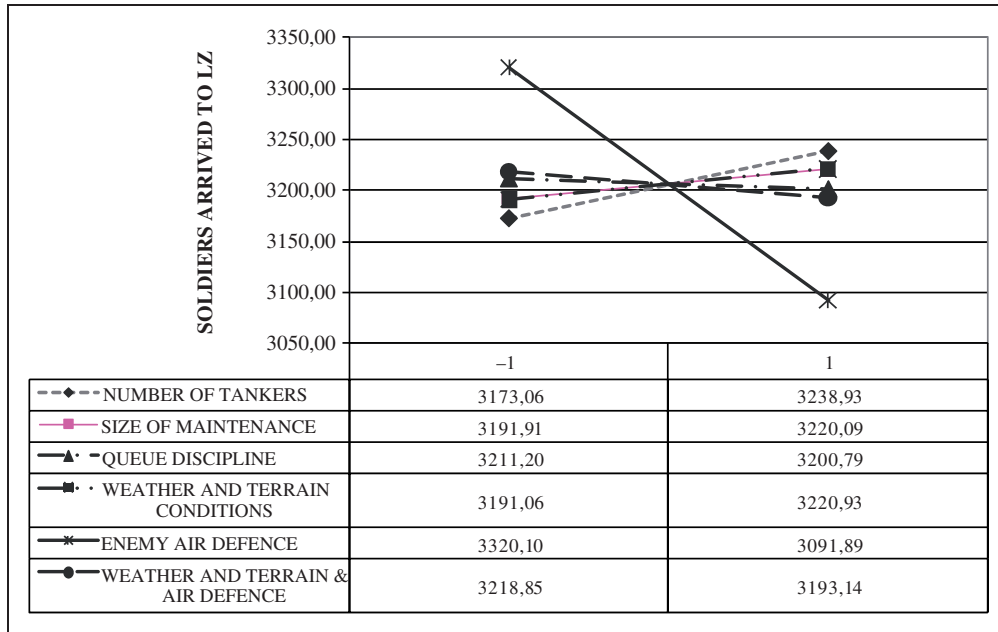 SOLDIERS ARRIVED TO LZ
3350,00
3300,00
3250,00
3200,00
3150,00
3100,00
3050,00
–1 1
NUMBER OF TANKERS 3173,06 3238,93
SIZE OF MAINTENANCE 3191,91 3220,09
QUEUE DISCIPLINE 3211,20 3200,79
WEATHER AND TERRAIN
CONDITIONS 3191,06 3220,93
ENEMY AIR DEFENCE 3320,10 3091,89
WEATHER AND TERRAIN &
AIR DEFENCE 3218,85 3193,14